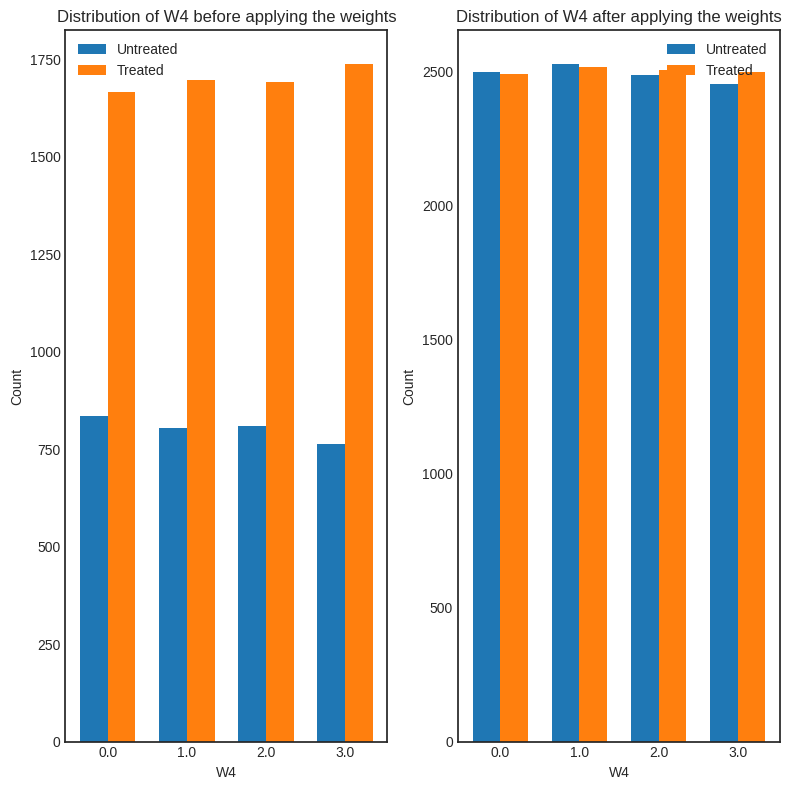 Distribution of W4 before applying the weights
Untreated
Treated
1750
1500
1250
1000
750
500
250
0
Count
0.0 1.0 2.0 3.0
W4
Distribution of W4 after applying the weights
Untreated
Treated
2500
2000
1500
1000
500
0
Count
0.0 1.0 2.0 3.0
W4